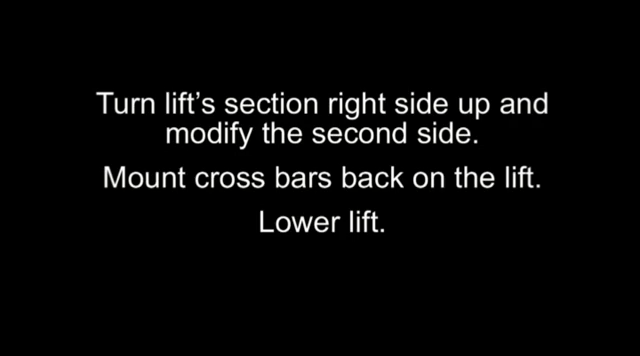 Turn lift's section right side up and
modify the second side.
Mount cross bars back on the lift.
Lower lift.